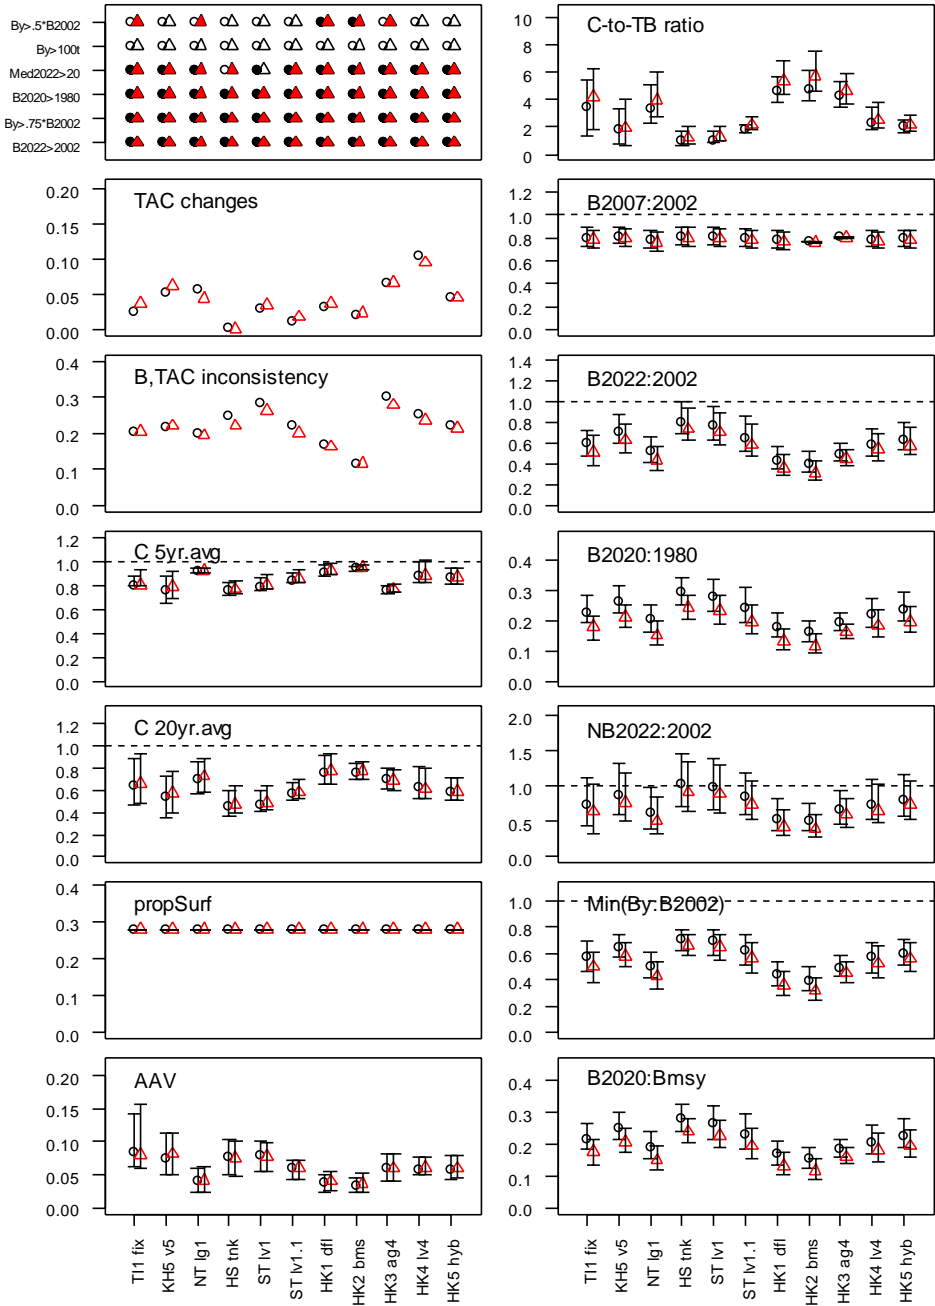 By>.5*B2002
By>100t
Med2022>20
B2020>1980
By>.75*B2002
B2022>2002
C-to-TB ratio
10
8
6
4
2
0
TAC changes
0.20
0.15
0.10
0.05
0.00
B2007:2002
1.2
1.0
0.8
0.6
0.4
0.2
0.0
B,TAC inconsistency
0.4
0.3
0.2
0.1
0.0
B2022:2002
1.4
1.2
1.0
0.8
0.6
0.4
0.2
0.0
C 5yr.avg
1.2
1.0
0.8
0.6
0.4
0.2
0.0
B2020:1980
0.4
0.3
0.2
0.1
0.0
C 20yr.avg
1.2
1.0
0.8
0.6
0.4
0.2
0.0
NB2022:2002
2.0
1.5
1.0
0.5
0.0
propSurf
0.4
0.3
0.2
0.1
0.0
Min(By:B2002)
1.0
0.8
0.6
0.4
0.2
0.0
AAV
0.20
0.15
0.10
0.05
0.00
B2020:Bmsy
0.4
0.3
0.2
0.1
0.0
TI1 fix
KH5 v5
NT lg1
HS tnk
ST lv1
ST lv1.1
HK1 dfl
HK2 bms
HK3 ag4
HK4 lv4
HK5 hyb
TI1 fix
KH5 v5
NT lg1
HS tnk
ST lv1
ST lv1.1
HK1 dfl
HK2 bms
HK3 ag4
HK4 lv4
HK5 hyb